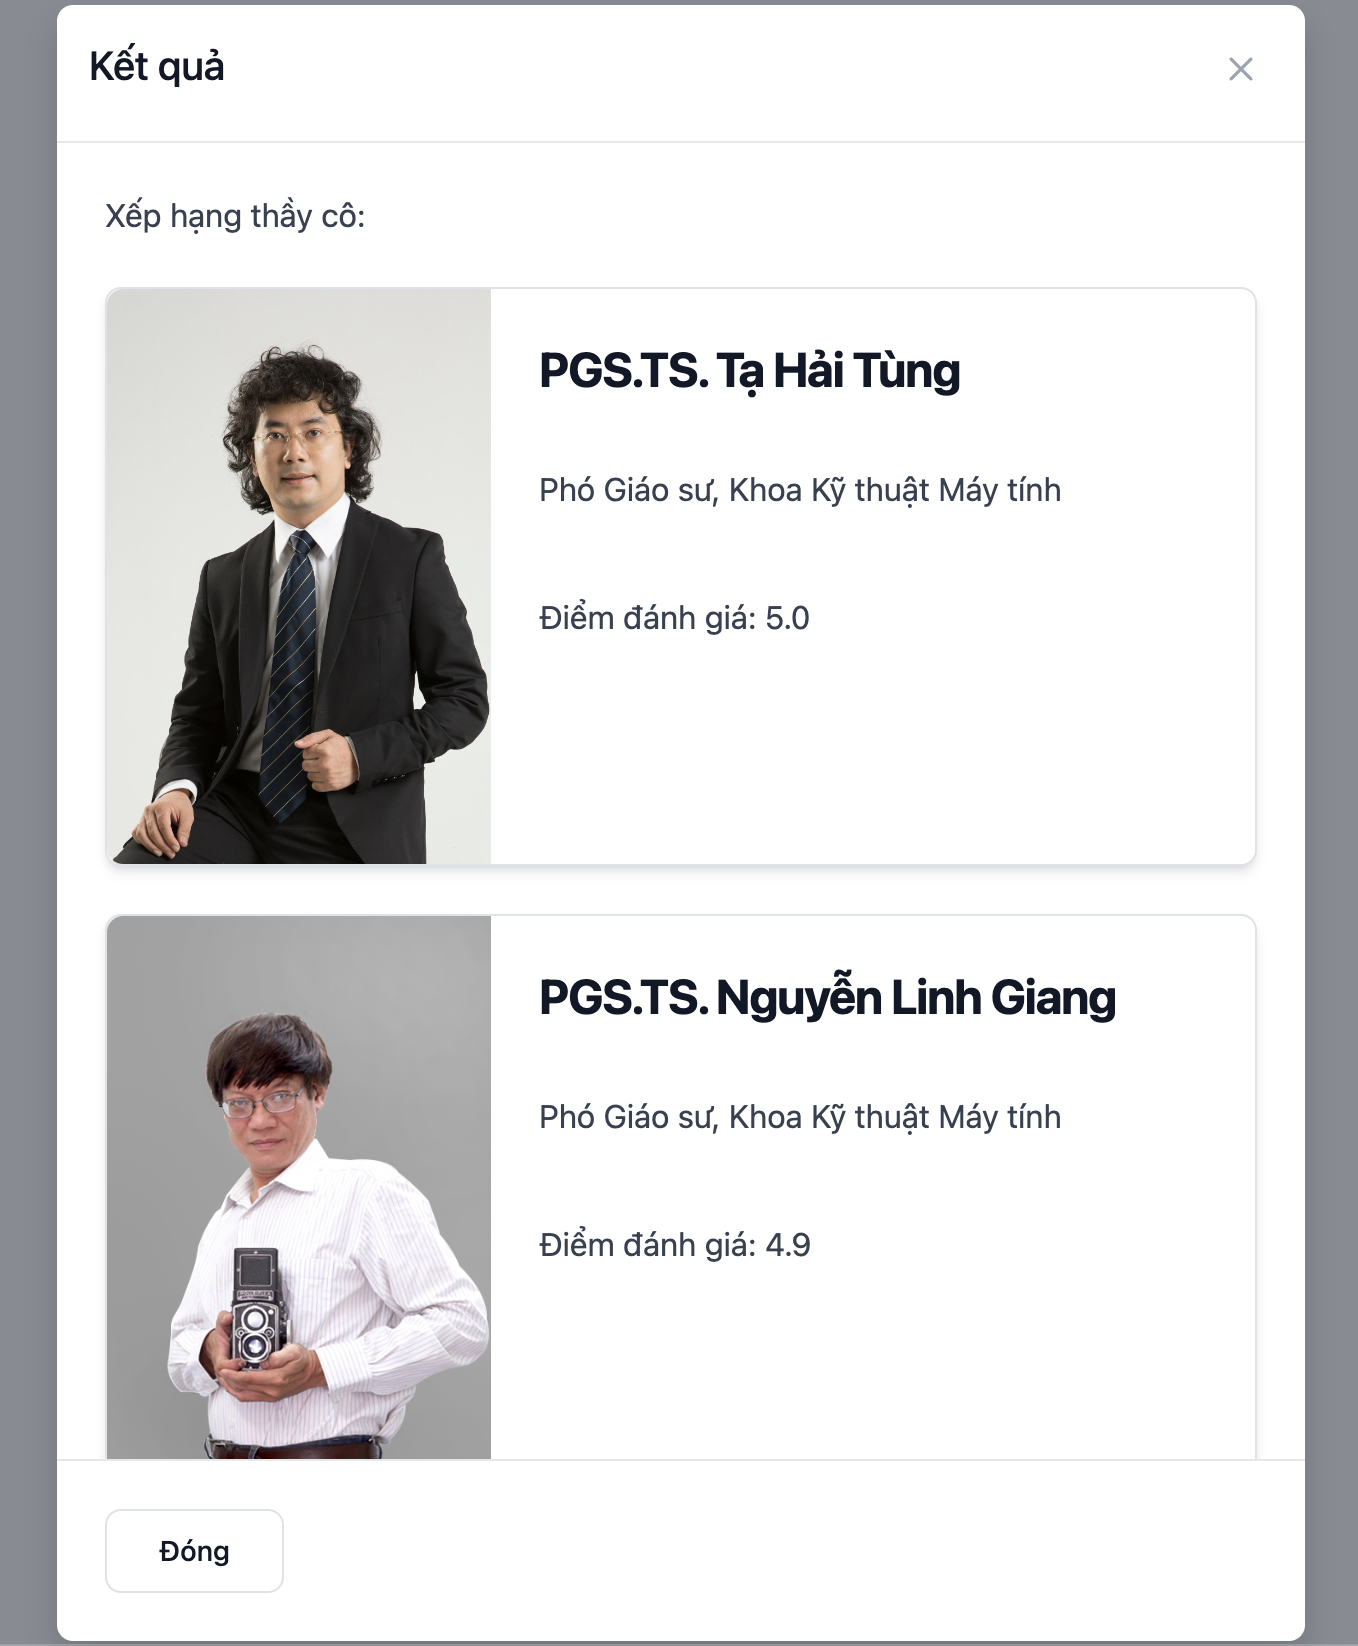 Kết quả
Xếp hạng thầy cô:
PGS.TS. Tạ Hải Tùng
Phó Giáo sư, Khoa Kỹ thuật Máy tính
Điểm đánh giá: 5.0
PGS.TS. Nguyễn Linh Giang
Phó Giáo sư, Khoa Kỹ thuật Máy tính
Điểm đánh giá: 4.9
Đóng